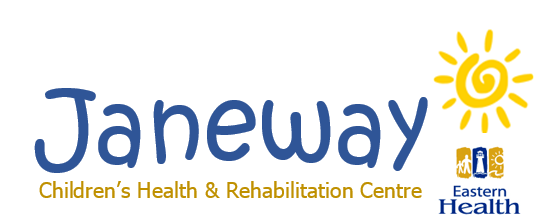 Janeway
Children's Health & Rehabilitation Centre
Eastern
Health